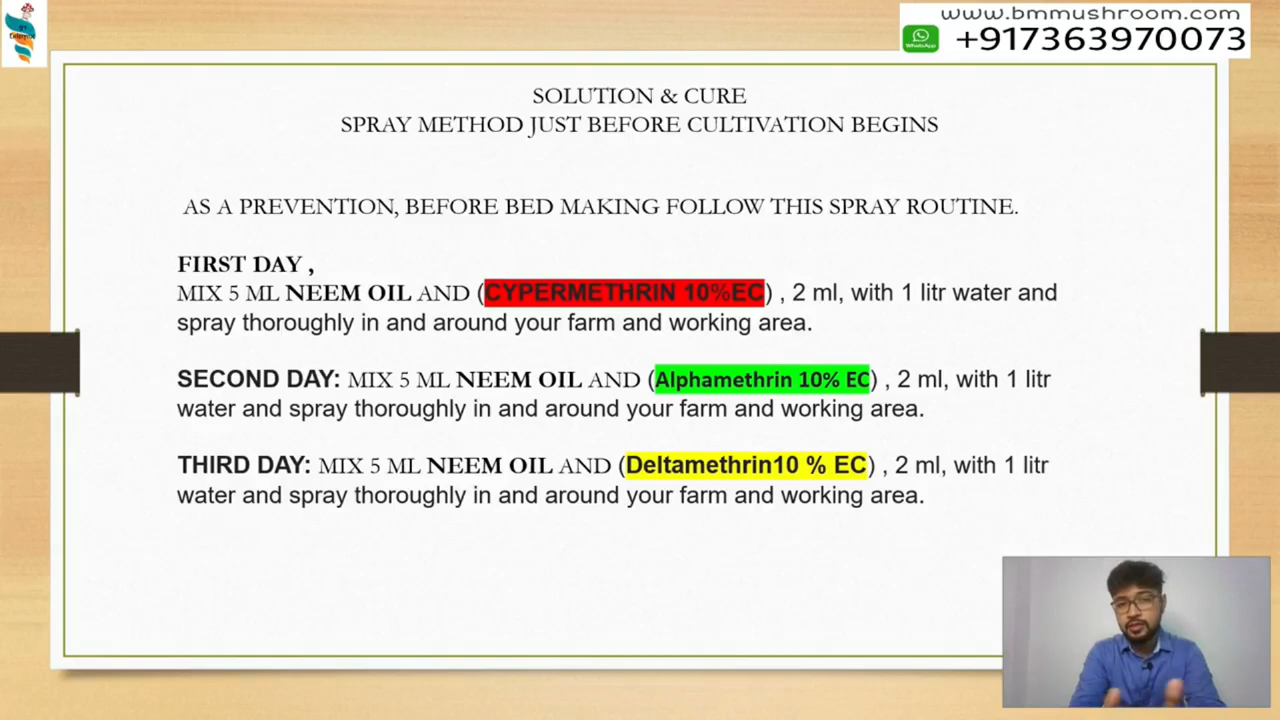 www.bmmushroom.com
WhatsApp
+917363970073
SOLUTION & CURE
SPRAY METHOD JUST BEFORE CULTIVATION BEGINS
AS A PREVENTION, BEFORE BED MAKING FOLLOW THIS SPRAY ROUTINE.
FIRST DAY ,
MIX 5 ML NEEM OIL AND (CYPERMETHRIN 10%EC) , 2 ml, with 1 litr water and
spray thoroughly in and around your farm and working area.
SECOND DAY: MIX 5 ML NEEM OIL AND (Alphamethrin 10% EC) , 2 ml, with 1 litr
water and spray thoroughly in and around your farm and working area.
THIRD DAY: MIX 5 ML NEEM OIL AND (Deltamethrin10 % EC) , 2 ml, with 1 litr
water and spray thoroughly in and around your farm and working area.